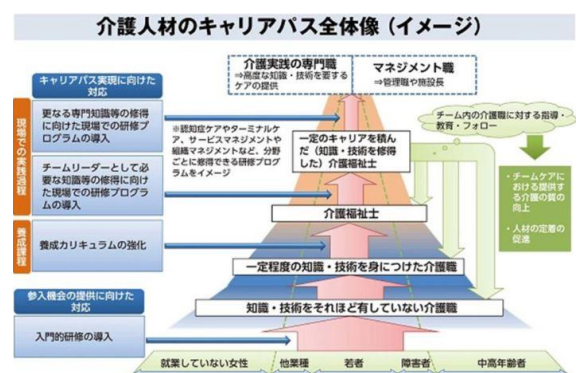 介護人材のキャリアパス全体像（イメージ）
キャリアパス実現に向けた
対応
現場での実践過程
更なる専門知識等の修得
に向けた現場での研修プ
ログラムの導入
チームリーダーとして必
要な知識等の修得に向け
た現場での研修プログラ
ムの導入
養成課程
養成カリキュラムの強化
参入機会の提供に向けた
対応
入門的研修の導入
※認知症ケアやターミナルケ
ア、サービスマネジメントや
組織マネジメントなど、分野
ごとに修得できる研修プログ
ラムをイメージ
介護実践の専門職
⇒高度な知識・技術を要する
ケアの提供
マネジメント職
⇒管理職や施設長
一定のキャリアを積ん
だ（知識・技術を修得
した）介護福祉士
介護福祉士
一定程度の知識・技術を身につけた介護職
知識・技術をそれほど有していない介護職
チーム内の介護職に対する指導・
教育・フォロー
・チームケアに
おける提供す
る介護の質の
向上
・人材の定着の
促進
就業していない女性
他業種
若者
障害者
中高年齢者